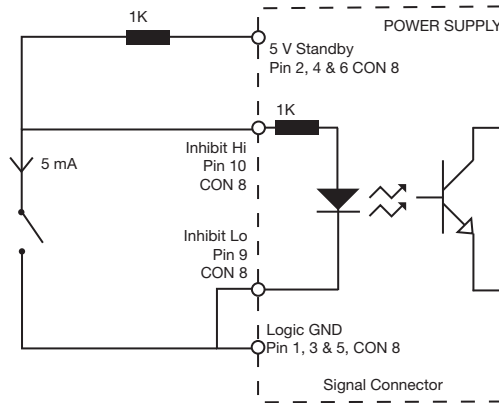 1K
POWER SUPPLY
5 V Standby
Pin 2, 4 & 6 CON 8
1K
Inhibit Hi
Pin 10
CON 8
5 mA
Inhibit Lo
Pin 9
CON 8
Logic GND
Pin 1, 3 & 5, CON 8
Signal Connector